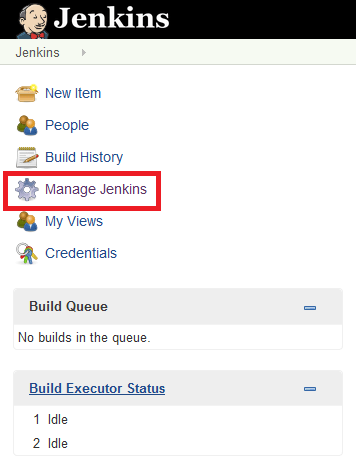 Jenkins
Jenkins
New Item
People
Build History
Manage Jenkins
My Views
Credentials
Build Queue
No builds in the queue.
Build Executor Status
1 Idle
2 Idle